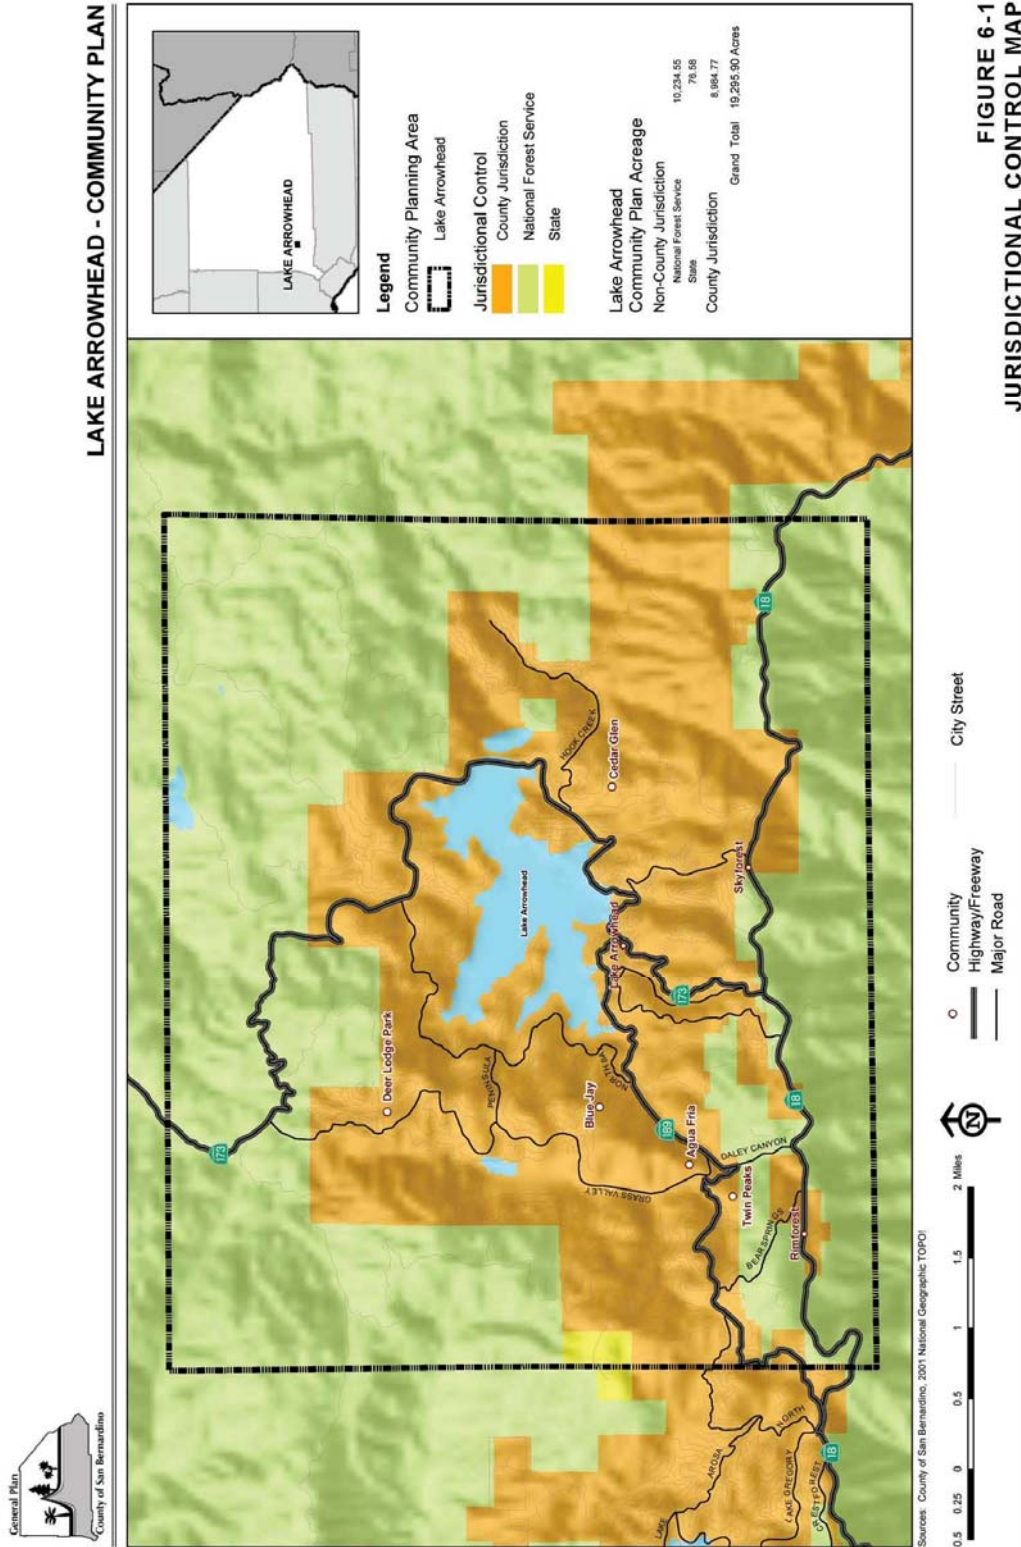 General Plan
County of San Bernardino
LAKE ARROWHEAD - COMMUNITY PLAN
LAKE ARROWHEAD
Legend
Community Planning Area
Lake Arrowhead
Jurisdictional Control
County Jurisdiction
National Forest Service
State
Lake Arrowhead
Community Plan Acreage
Non-County Jurisdiction
National Forest Service 10,234.55
State 76.58
County Jurisdiction 8,984.77
Grand Total 19,295.90 Acres
173
Deer Lodge Park
PENINSULA
Lake Arrowhead
HOOK CREEK
Cedar Glen
Blue Jay
NORTH BAY
Lake Arrowhead
GRASS VALLEY
189
Agua Fria
173
Twin Peaks
DALEY CANYON
Skyforest
18
BEAR SPRINGS
Rimforest
18
LAKE
AROSA
NORTH
LAKE GREGORY
CRESTFOREST
18
Sources: County of San Bernardino, 2001 National Geographic TOPO!
0.5 0.25 0 0.5 1 1.5 2 Miles
N
Community
Highway/Freeway
Major Road
City Street
FIGURE 6-1
JURISDICTIONAL CONTROL MAP